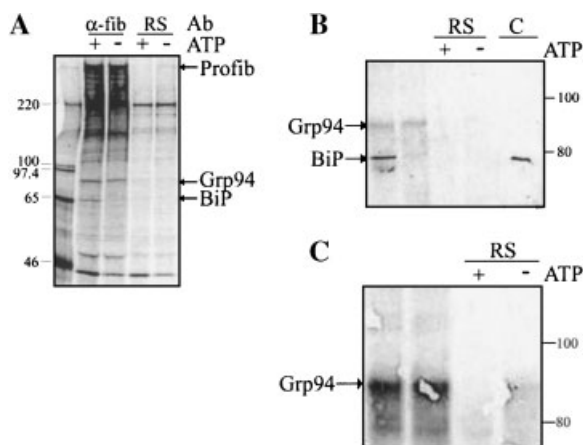 A
α-fib RS Ab
+ - + - ATP
Profib
220
100
97.4
Grp94
65
BiP
46
B
RS C
+ - ATP
100
Grp94
BiP
80
C
RS
+ - ATP
100
Grp94
80